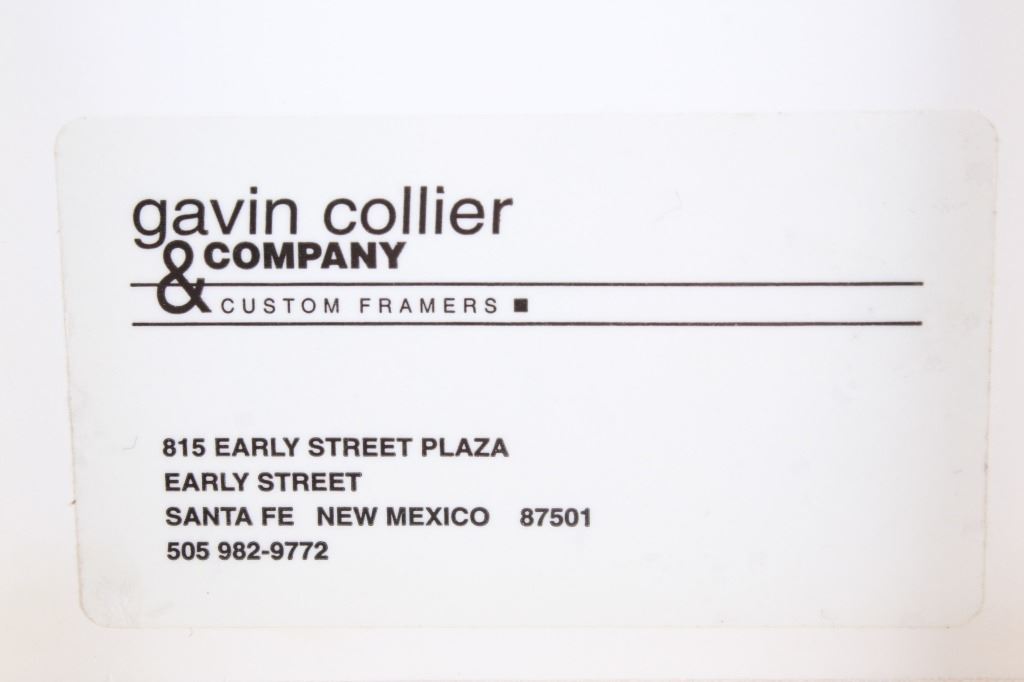 gavin collier
& COMPANY
CUSTOM FRAMERS
815 EARLY STREET PLAZA
EARLY STREET
SANTA FE NEW MEXICO 87501
505 982-9772